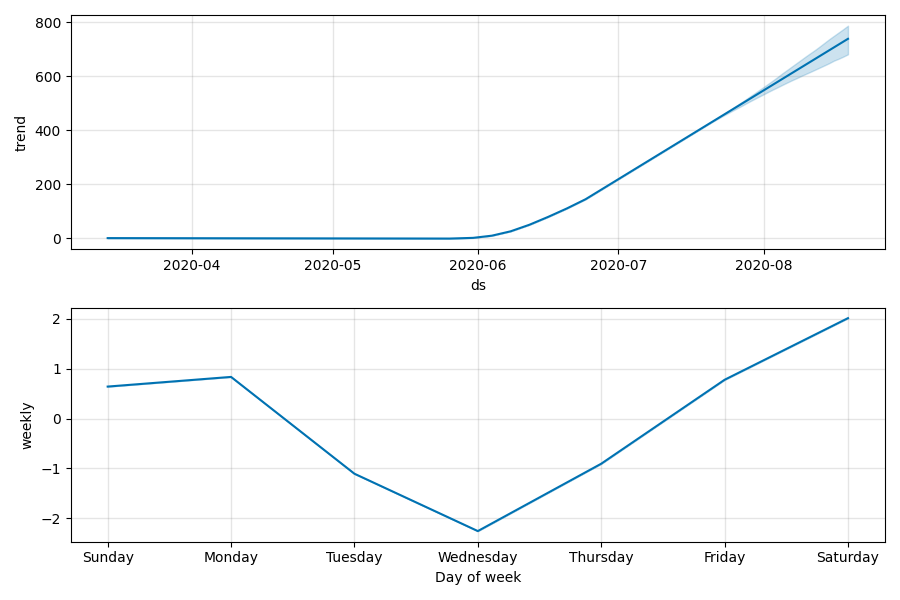 800
600
400
200
0
trend
2020-04 2020-05 2020-06 2020-07 2020-08
ds
2
1
0
−1
−2
weekly
Sunday Monday Tuesday Wednesday Thursday Friday Saturday
Day of week